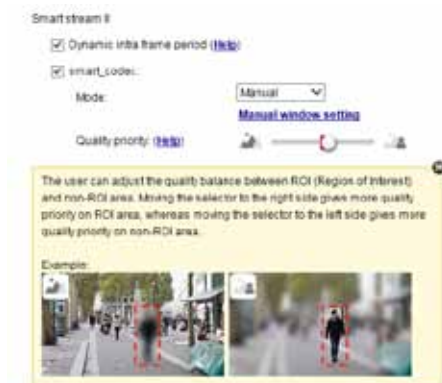 Smart stream II
Dynamic intra frame period (Help)
smart_codec:
Mode: Manual
Manual window setting
Quality priority: (Help)
The user can adjust the quality balance between ROI (Region of Interest)
and non-ROI area. Moving the selector to the right side gives more quality
priority on ROI area, whereas moving the selector to the left side gives more
quality priority on non-ROI area.
Example: